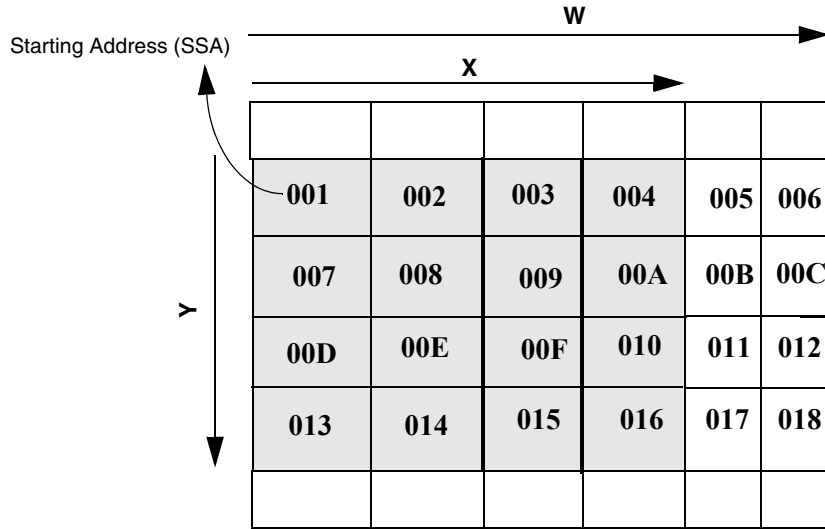 W
Starting Address (SSA)
X
001 002 003 004 005 006
007 008 009 00A 00B 00C
Y
00D 00E 00F 010 011 012
013 014 015 016 017 018